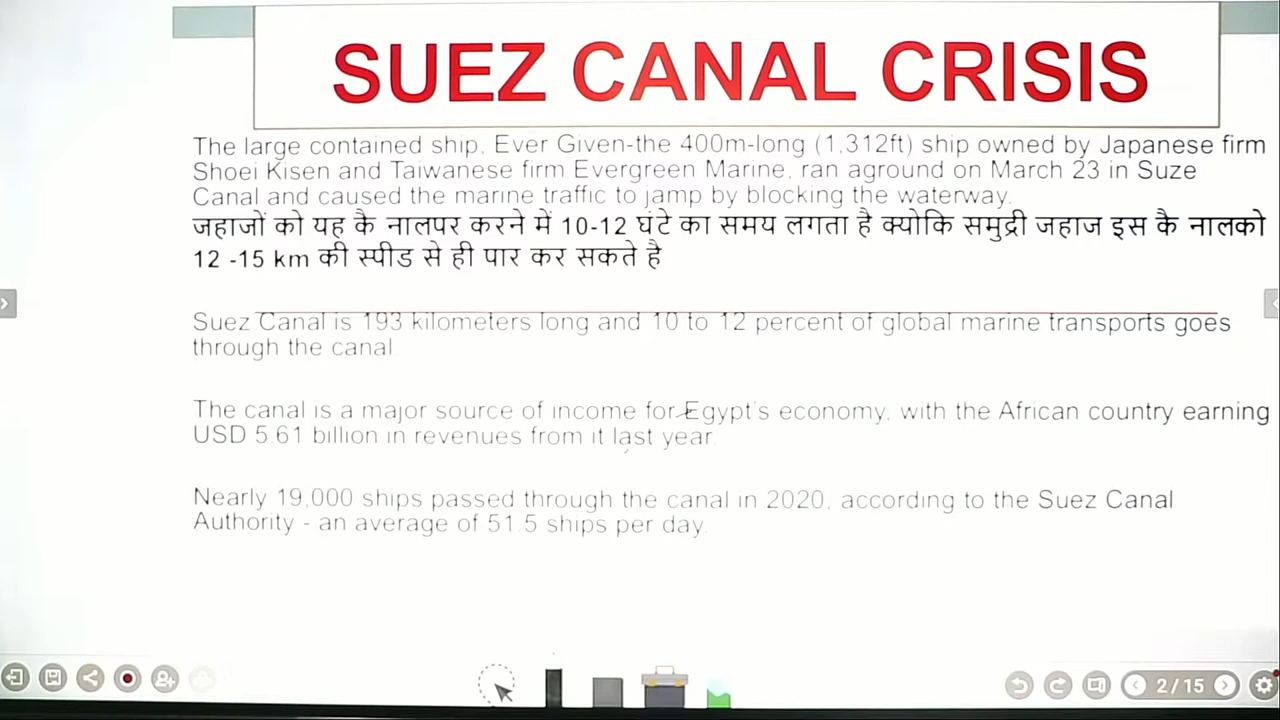 SUEZ CANAL CRISIS
The large contained ship, Ever Given-the 400m-long (1,312ft) ship owned by Japanese firm
Shoei Kisen and Taiwanese firm Evergreen Marine, ran aground on March 23 in Suze
Canal and caused the marine traffic to jamp by blocking the waterway.
जहाजों को यह कै नालपर करने में 10-12 घंटे का समय लगता है क्योकि समुद्री जहाज इस कै नालको
12 -15 km की स्पीड से ही पार कर सकते है
Suez Canal is 193 kilometers long and 10 to 12 percent of global marine transports goes
through the canal.
The canal is a major source of income for Egypt's economy, with the African country earning
USD 5.61 billion in revenues from it last year.
Nearly 19,000 ships passed through the canal in 2020, according to the Suez Canal
Authority - an average of 51.5 ships per day.
2/15